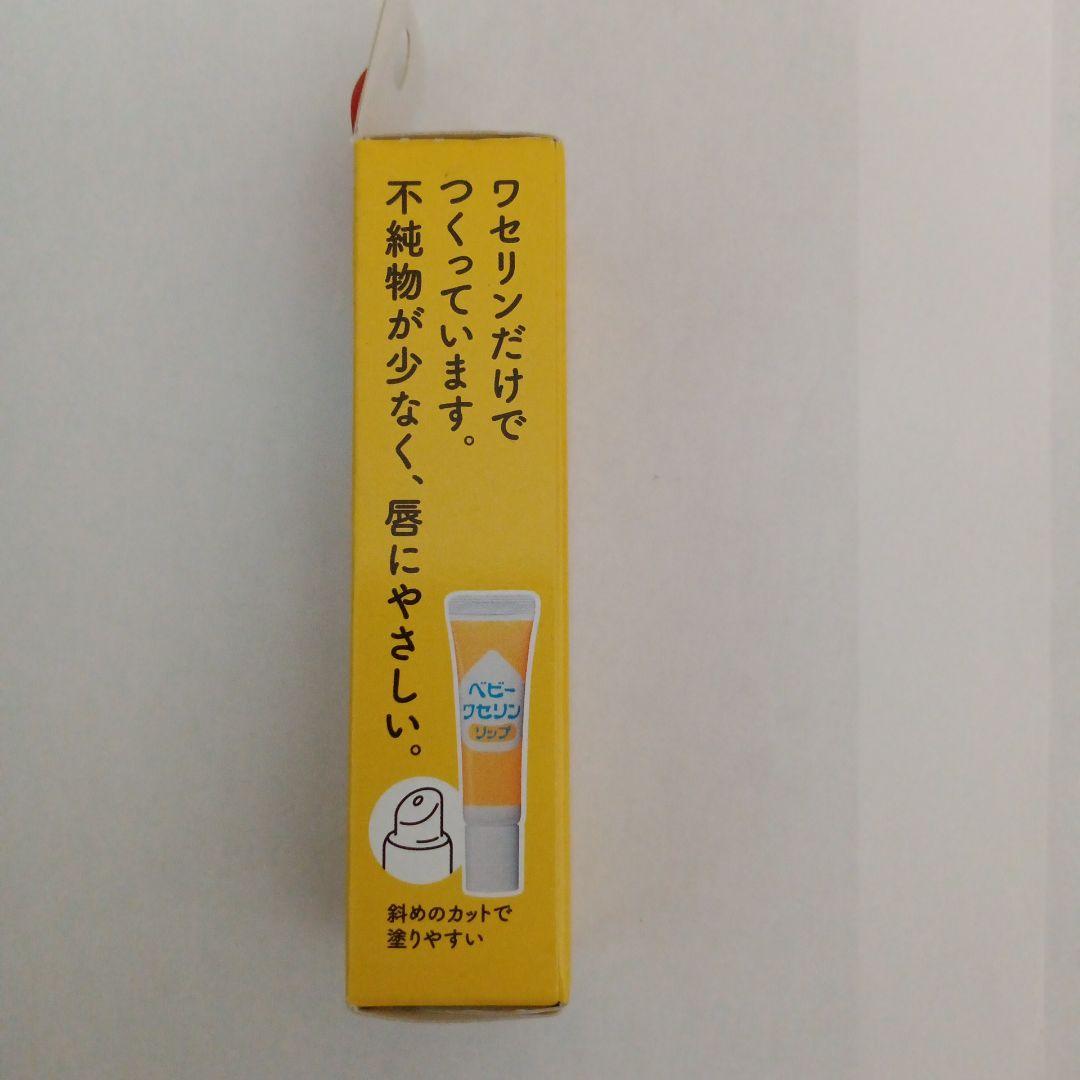 ワセリンだけで
つくっています。
不純物が少なく、唇にやさしい。
ベビー
ワセリン
リップ
斜めのカットで
塗りやすい